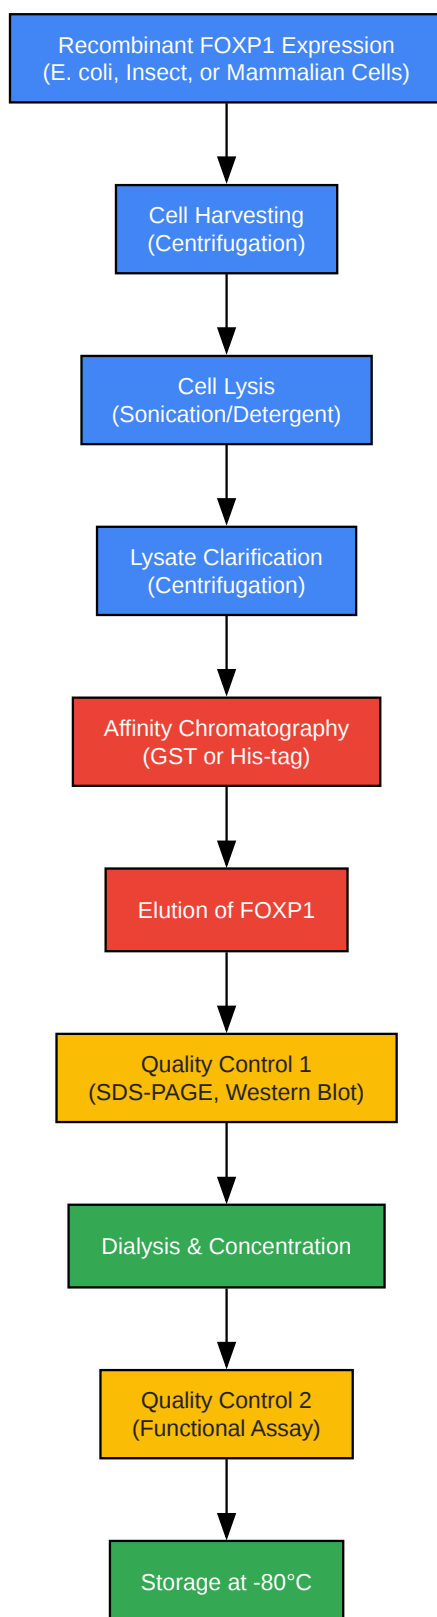 Recombinant FOXP1 Expression
(E. coli, Insect, or Mammalian Cells)
Cell Harvesting
(Centrifugation)
Cell Lysis
(Sonication/Detergent)
Lysate Clarification
(Centrifugation)
Affinity Chromatography
(GST or His-tag)
Elution of FOXP1
Quality Control 1
(SDS-PAGE, Western Blot)
Dialysis & Concentration
Quality Control 2
(Functional Assay)
Storage at -80°C